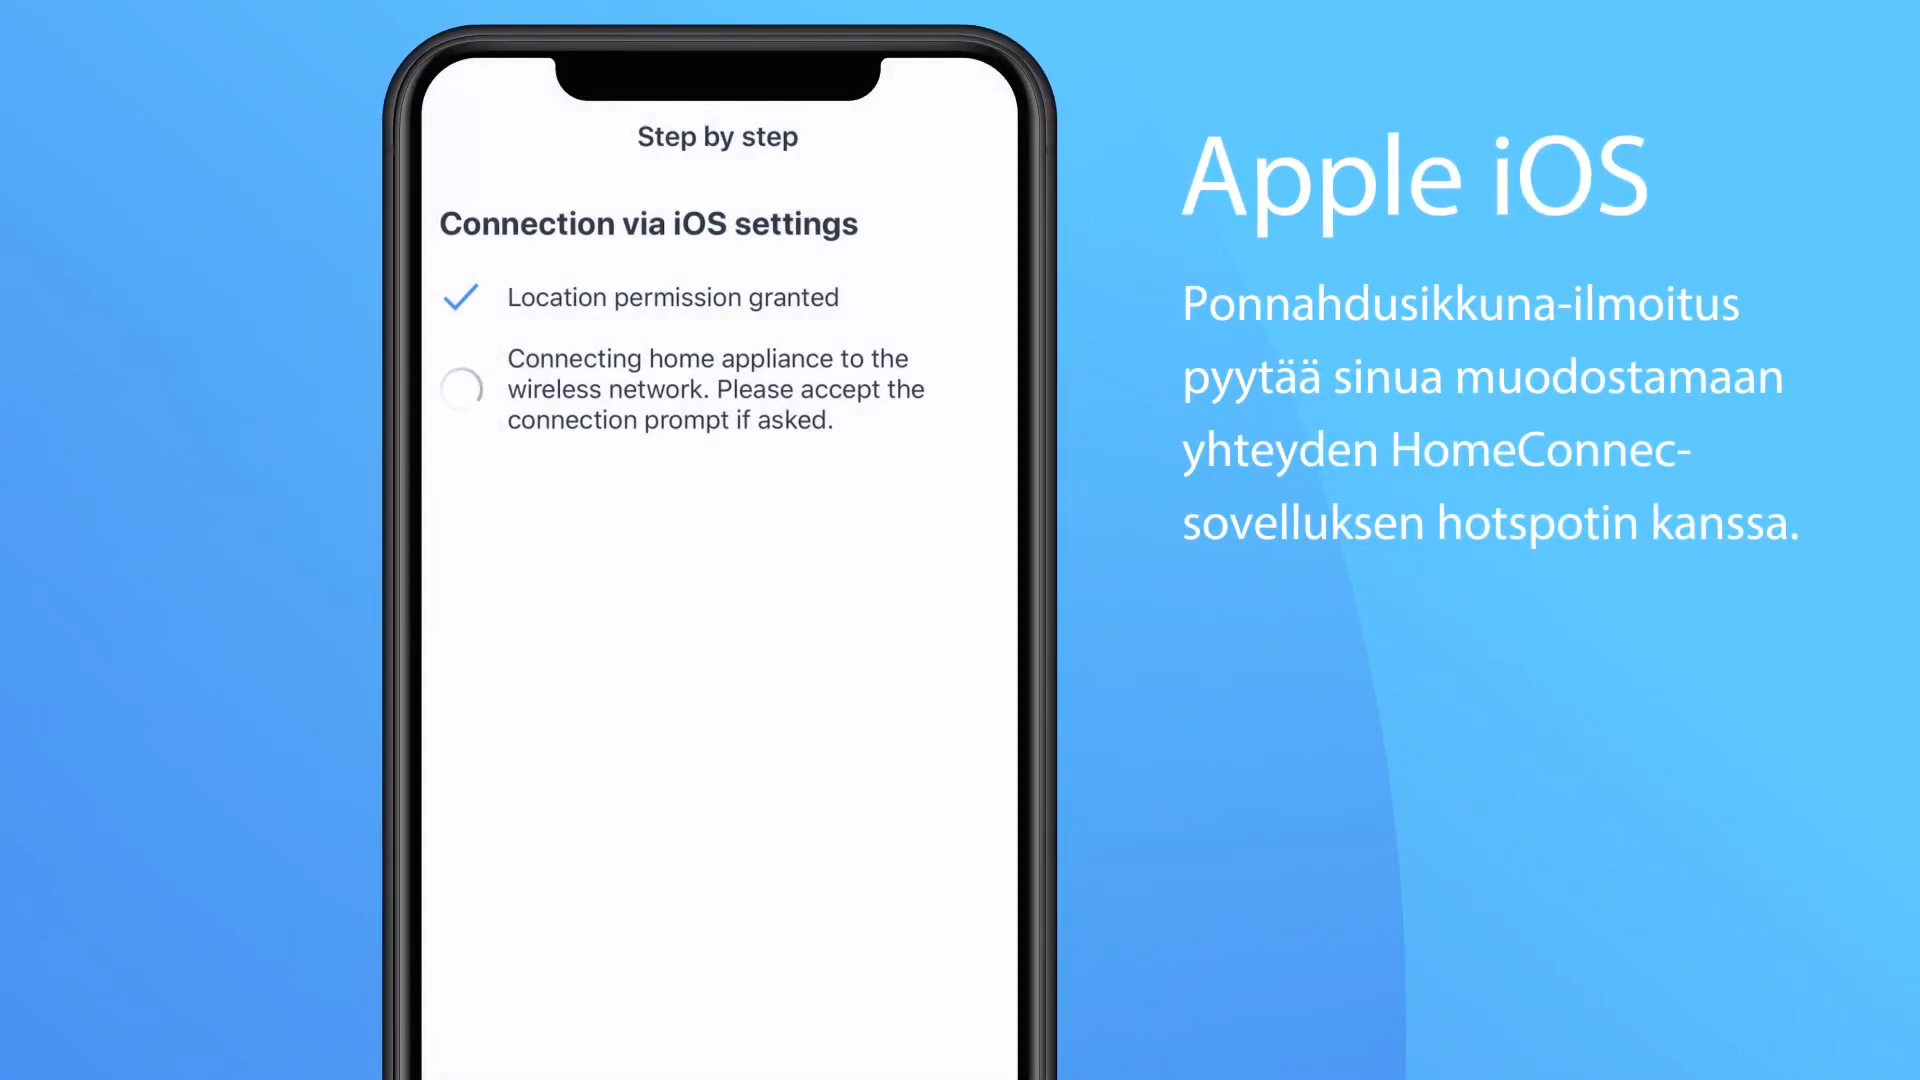 Step by step
Connection via iOS settings
Location permission granted
Connecting home appliance to the
wireless network. Please accept the
connection prompt if asked.
Apple iOS
Ponnahdusikkuna-ilmoitus
pyytää sinua muodostamaan
yhteyden HomeConnec-
sovelluksen hotspotin kanssa.